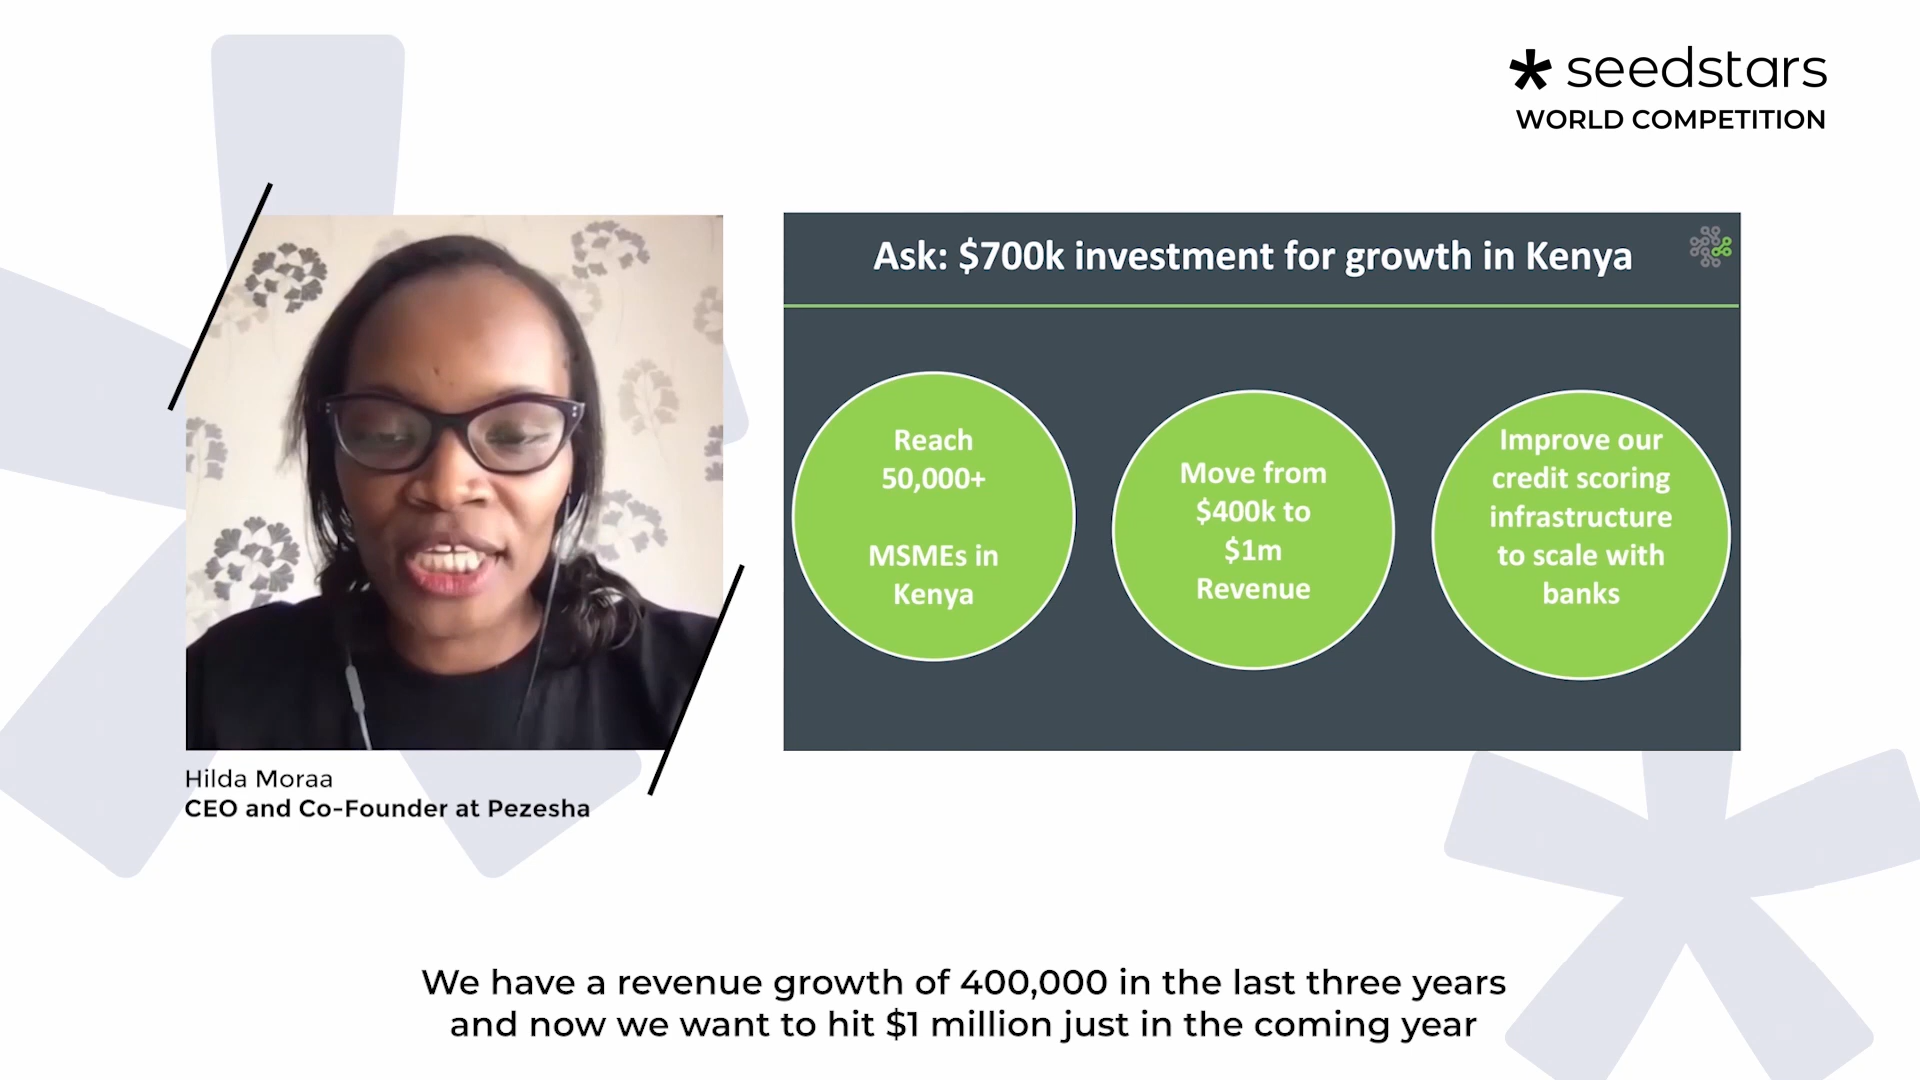 seedstars
WORLD COMPETITION
Ask: $700k investment for growth in Kenya
Reach
50,000+
MSMEs in
Kenya
Move from
$400k to
$1m
Revenue
Improve our
credit scoring
infrastructure
to scale with
banks
Hilda Moraa
CEO and Co-Founder at Pezesha
We have a revenue growth of 400,000 in the last three years
and now we want to hit $1 million just in the coming year